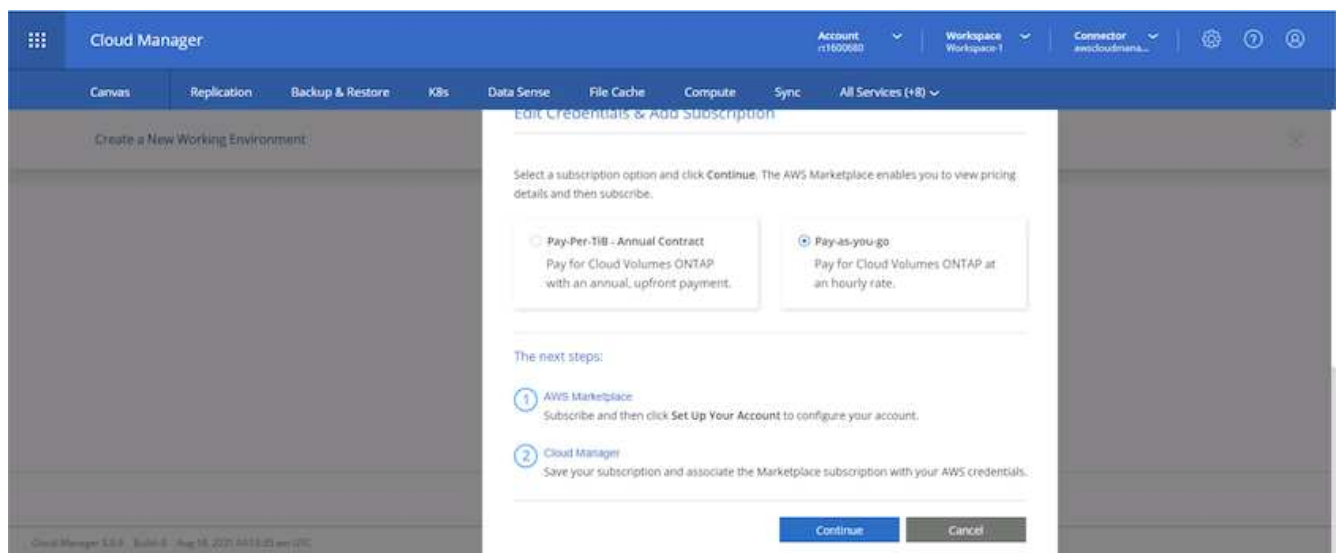 Cloud Manager
Account
rt1600680
Workspace
Workspace-1
Connector
awscloudmana...
Canvas
Replication
Backup & Restore
K8s
Data Sense
File Cache
Compute
Sync
All Services (+8)
Edit Credentials & Add Subscription
Create a New Working Environment
Select a subscription option and click Continue. The AWS Marketplace enables you to view pricing
details and then subscribe.
Pay-Per-TiB - Annual Contract
Pay for Cloud Volumes ONTAP
with an annual, upfront payment.
Pay-as-you-go
Pay for Cloud Volumes ONTAP at
an hourly rate.
The next steps:
1 AWS Marketplace
Subscribe and then click Set Up Your Account to configure your account.
2 Cloud Manager
Save your subscription and associate the Marketplace subscription with your AWS credentials.
Continue
Cancel
Cloud Manager